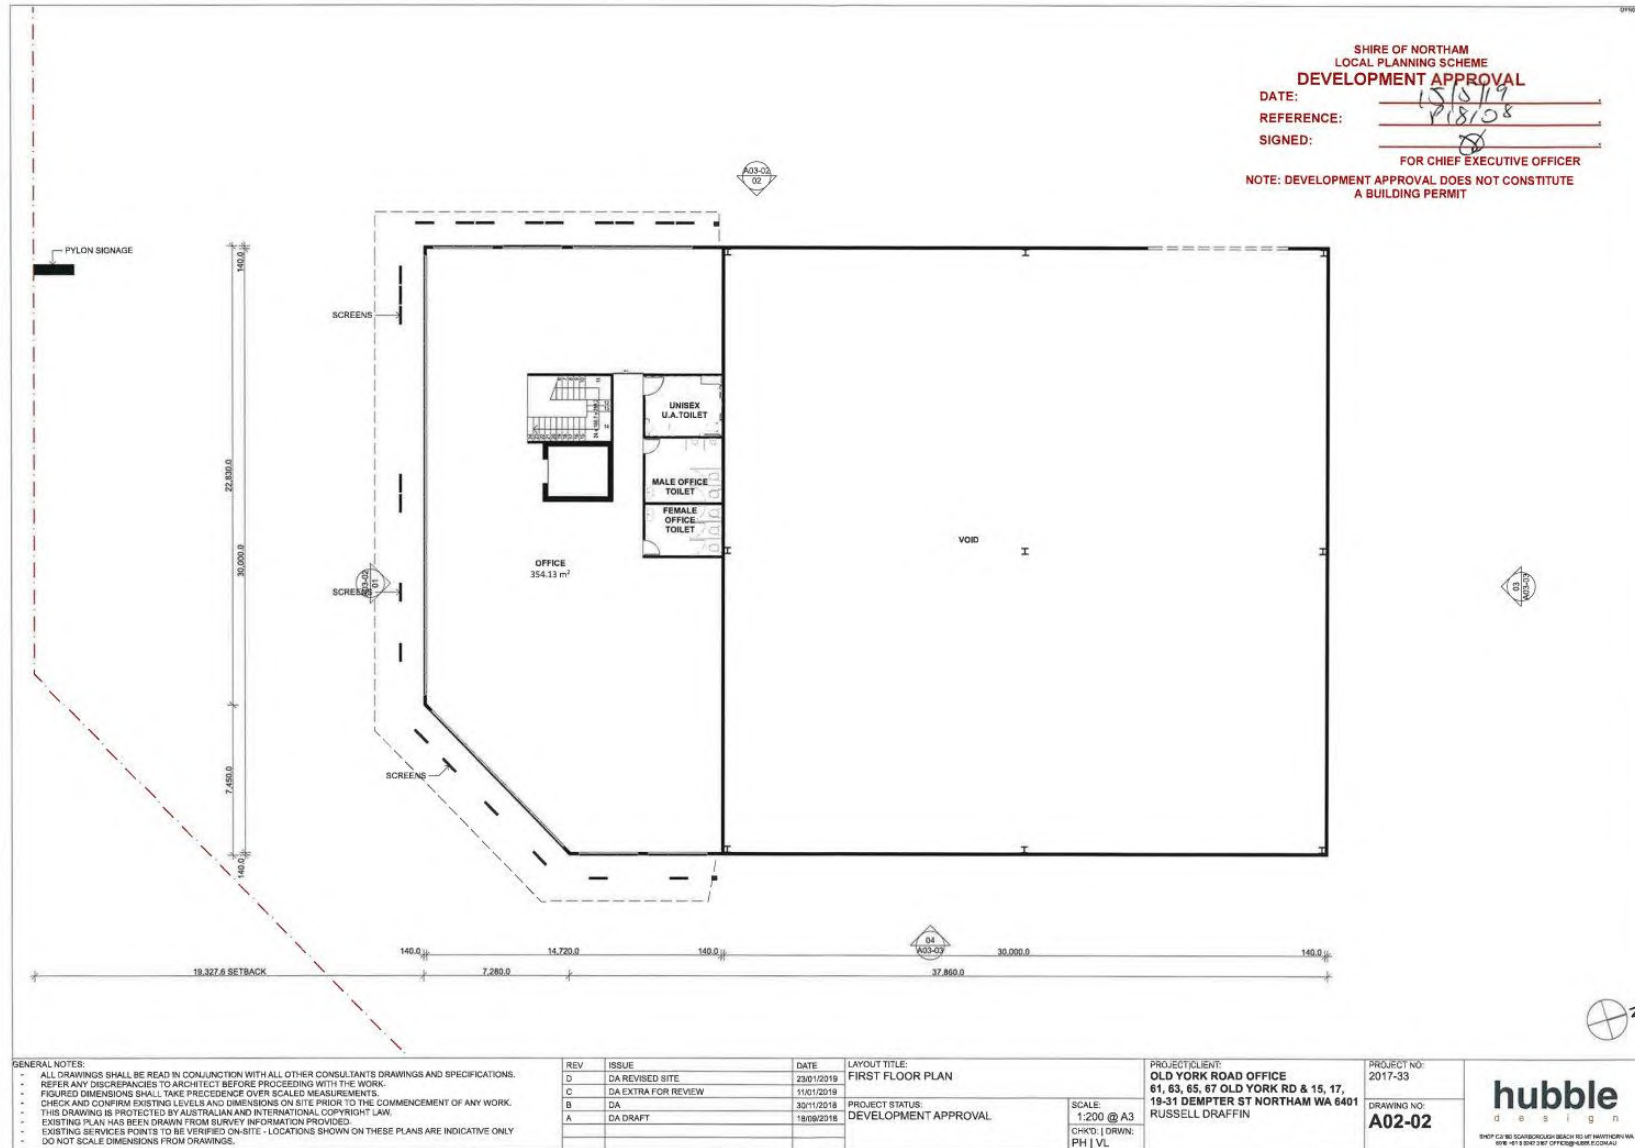 SHIRE OF NORTHAM
LOCAL PLANNING SCHEME
DEVELOPMENT APPROVAL
DATE: 15/5/19
REFERENCE: P18108
SIGNED:
FOR CHIEF EXECUTIVE OFFICER
NOTE: DEVELOPMENT APPROVAL DOES NOT CONSTITUTE
A BUILDING PERMIT
A03-02
02
PYLON SIGNAGE
140.0
SCREENS
UNISEX
U.A.TOILET
MALE OFFICE
TOILET
FEMALE
OFFICE
TOILET
22,830.0
30,000.0
OFFICE
354.13 m²
VOID
A03-02
01
SCREENS
03
A03-03
SCREENS
7,450.0
140.0
04
A03-03
140.0
14,720.0
140.0
30,000.0
140.0
19,327.6 SETBACK
7,280.0
37,860.0
GENERAL NOTES:
- ALL DRAWINGS SHALL BE READ IN CONJUNCTION WITH ALL OTHER CONSULTANTS DRAWINGS AND SPECIFICATIONS.
- REFER ANY DISCREPANCIES TO ARCHITECT BEFORE PROCEEDING WITH THE WORK.
- FIGURED DIMENSIONS SHALL TAKE PRECEDENCE OVER SCALED MEASUREMENTS.
- CHECK AND CONFIRM EXISTING LEVELS AND DIMENSIONS ON SITE PRIOR TO THE COMMENCEMENT OF ANY WORK.
- THIS DRAWING IS PROTECTED BY AUSTRALIAN AND INTERNATIONAL COPYRIGHT LAW.
- EXISTING PLAN HAS BEEN DRAWN FROM SURVEY INFORMATION PROVIDED.
- EXISTING SERVICES POINTS TO BE VERIFIED ON-SITE - LOCATIONS SHOWN ON THESE PLANS ARE INDICATIVE ONLY
- DO NOT SCALE DIMENSIONS FROM DRAWINGS.
REV ISSUE DATE
D DA REVISED SITE 23/01/2019
C DA EXTRA FOR REVIEW 11/01/2019
B DA 30/11/2018
A DA DRAFT 18/09/2018
LAYOUT TITLE:
FIRST FLOOR PLAN
PROJECT STATUS:
DEVELOPMENT APPROVAL
SCALE:
1:200 @ A3
CHK'D: | DRWN:
PH | VL
PROJECT|CLIENT:
OLD YORK ROAD OFFICE
61, 63, 65, 67 OLD YORK RD & 15, 17,
19-31 DEMPTER ST NORTHAM WA 6401
RUSSELL DRAFFIN
PROJECT NO:
2017-33
DRAWING NO:
A02-02
hubble
design